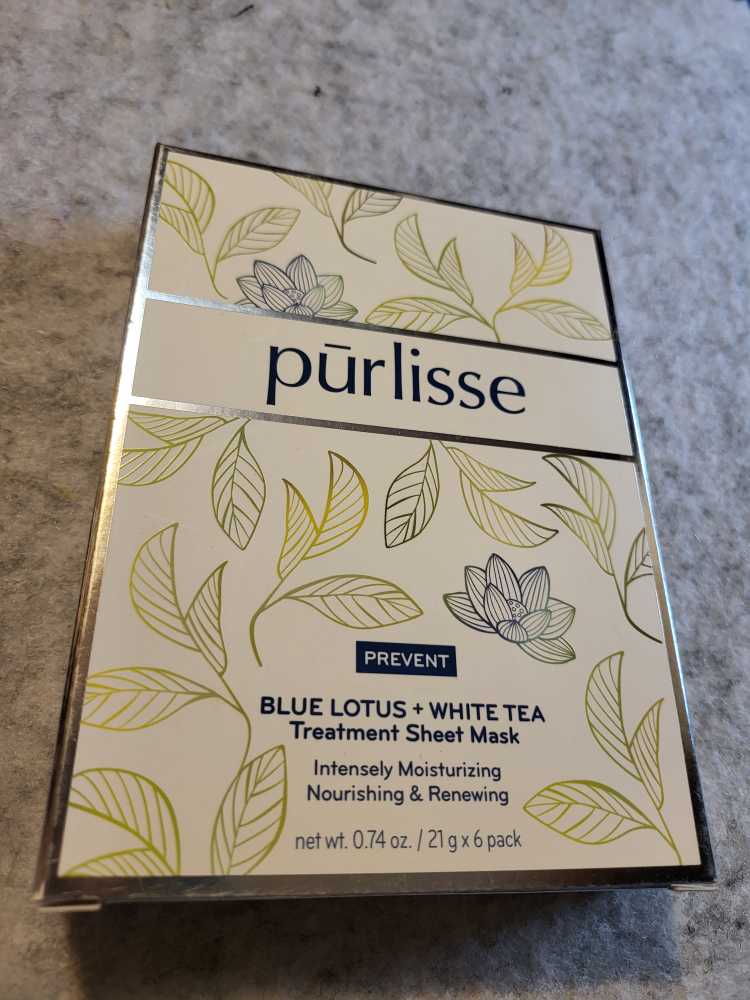 pūrlisse
PREVENT
BLUE LOTUS + WHITE TEA
Treatment Sheet Mask
Intensely Moisturizing
Nourishing & Renewing
net wt. 0.74 oz. / 21 g x 6 pack